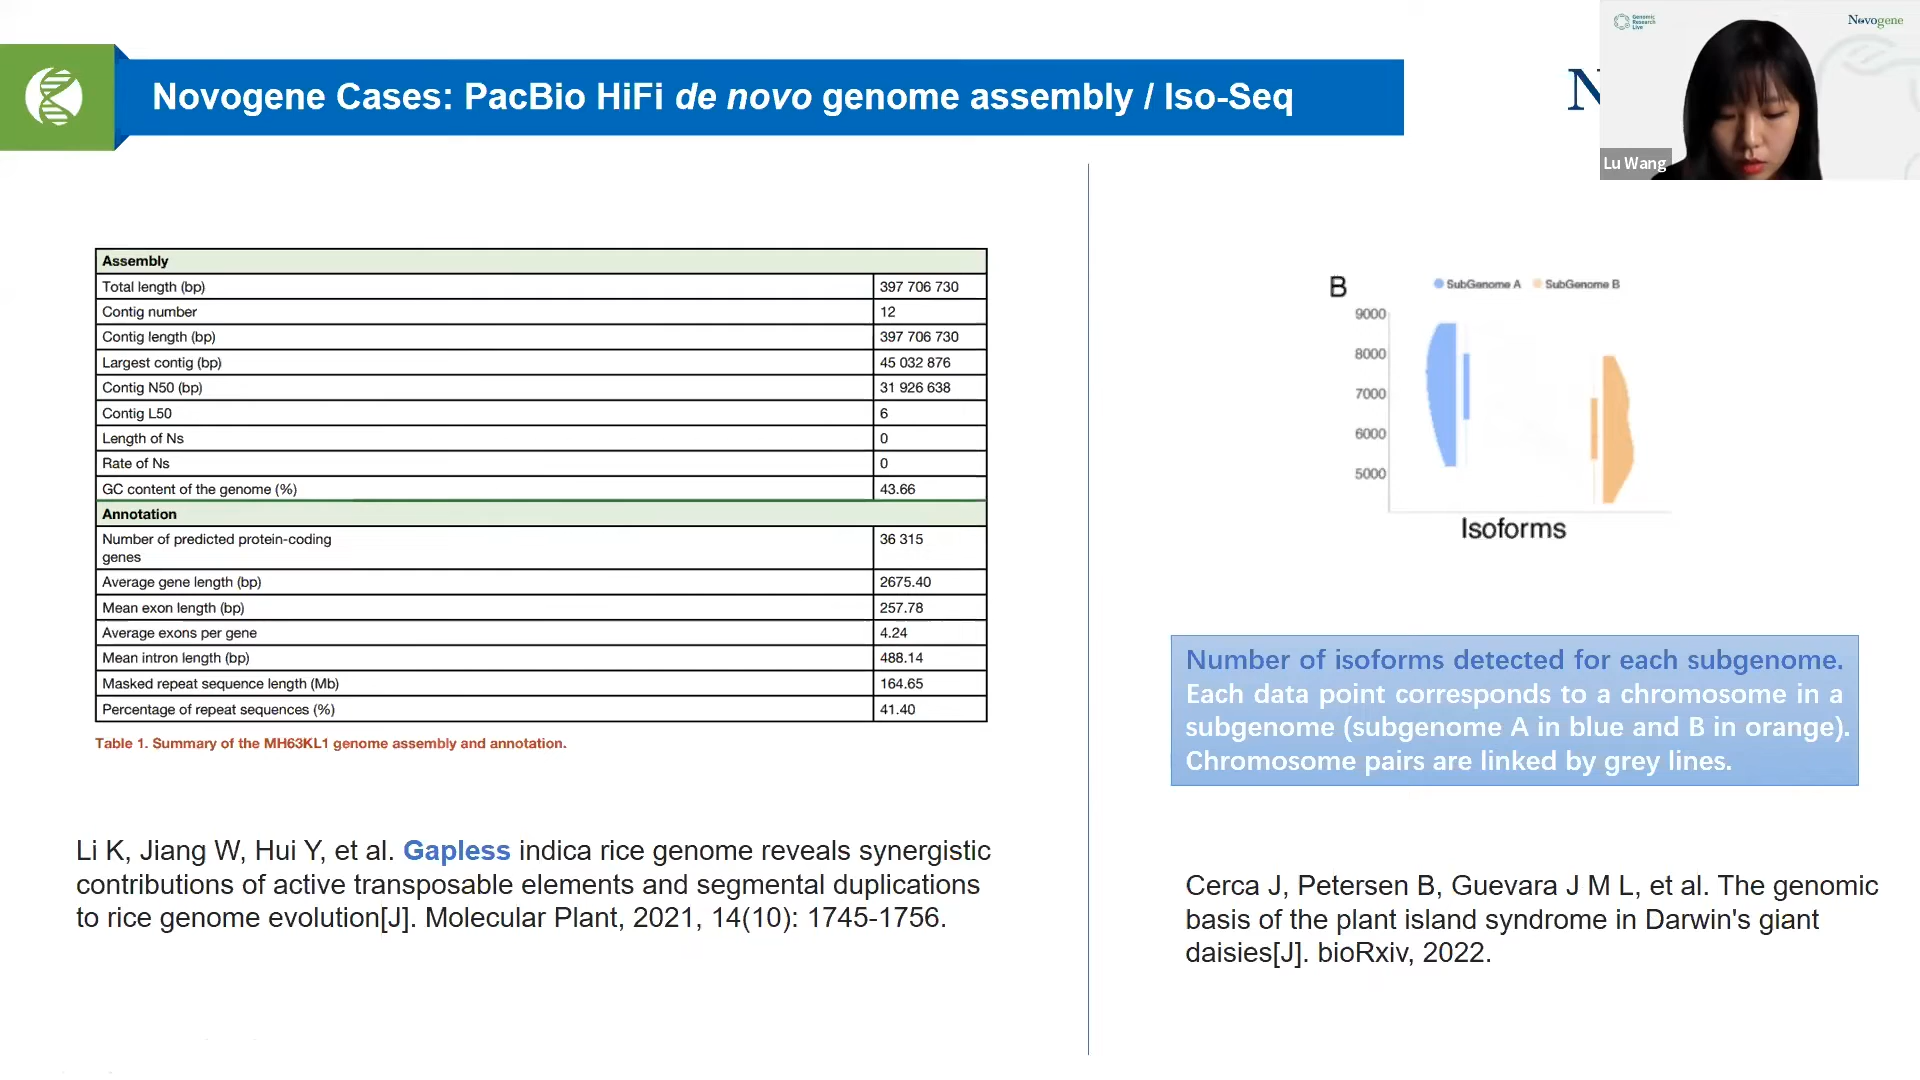 Novogene Cases: PacBio HiFi de novo genome assembly / Iso-Seq
N
Genomic
Research
Live
Novogene
Lu Wang
Assembly
Total length (bp) 397 706 730
Contig number 12
Contig length (bp) 397 706 730
Largest contig (bp) 45 032 876
Contig N50 (bp) 31 926 638
Contig L50 6
Length of Ns 0
Rate of Ns 0
GC content of the genome (%) 43.66
Annotation
Number of predicted protein-coding 36 315
genes
Average gene length (bp) 2675.40
Mean exon length (bp) 257.78
Average exons per gene 4.24
Mean intron length (bp) 488.14
Masked repeat sequence length (Mb) 164.65
Percentage of repeat sequences (%) 41.40
Table 1. Summary of the MH63KL1 genome assembly and annotation.
Li K, Jiang W, Hui Y, et al. Gapless indica rice genome reveals synergistic
contributions of active transposable elements and segmental duplications
to rice genome evolution[J]. Molecular Plant, 2021, 14(10): 1745-1756.
B
SubGenome A SubGenome B
9000
8000
7000
6000
5000
Isoforms
Number of isoforms detected for each subgenome.
Each data point corresponds to a chromosome in a
subgenome (subgenome A in blue and B in orange).
Chromosome pairs are linked by grey lines.
Cerca J, Petersen B, Guevara J M L, et al. The genomic
basis of the plant island syndrome in Darwin's giant
daisies[J]. bioRxiv, 2022.